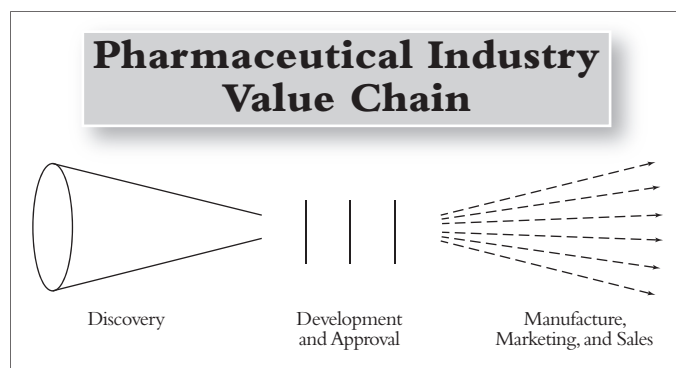 Pharmaceutical Industry
Value Chain
Discovery
Development
and Approval
Manufacture,
Marketing, and Sales